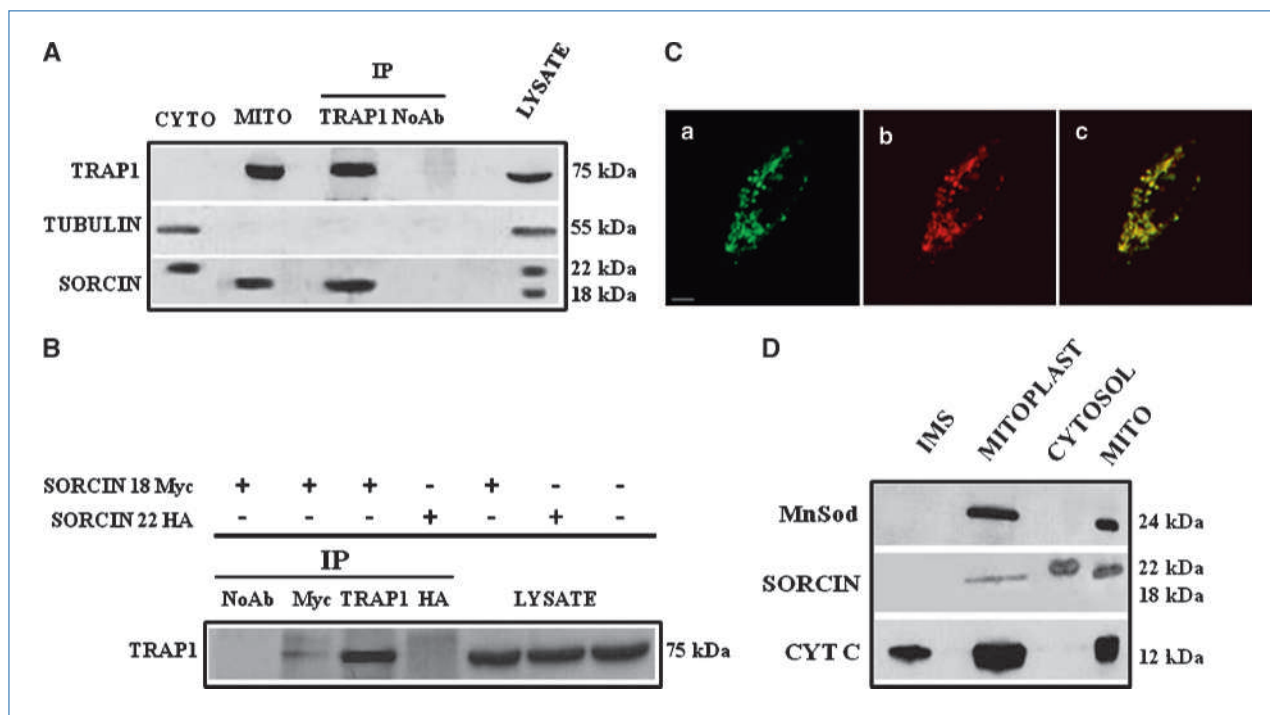 A
IP
CYTO MITO TRAP1 NoAb LYSATE
TRAP1 75 kDa
TUBULIN 55 kDa
SORCIN 22 kDa
18 kDa
B
SORCIN 18 Myc + + + - + - -
SORCIN 22 HA - - - + - + -
IP
NoAb Myc TRAP1 HA LYSATE
TRAP1 75 kDa
C
a b c
D
IMS MITOPLAST CYTOSOL MITO
MnSod 24 kDa
SORCIN 22 kDa
18 kDa
CYT C 12 kDa